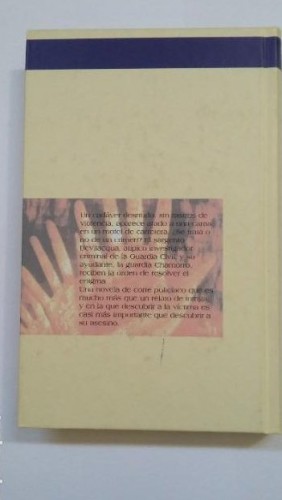 Un cadáver desnudo, sin rastros de
violencia, aparece atado a una cama
en un motel de carretera. ¿Se trata o
no de un crimen? El sargento
Bevilacqua, atípico investigador
criminal de la Guardia Civil, y su
ayudante, la guardia Chamorro,
reciben la orden de resolver el
enigma.
Una novela de corte policíaco que es
mucho más que un relato de intriga,
y en la que descubrir a la víctima es
casi más importante que descubrir a
su asesino.